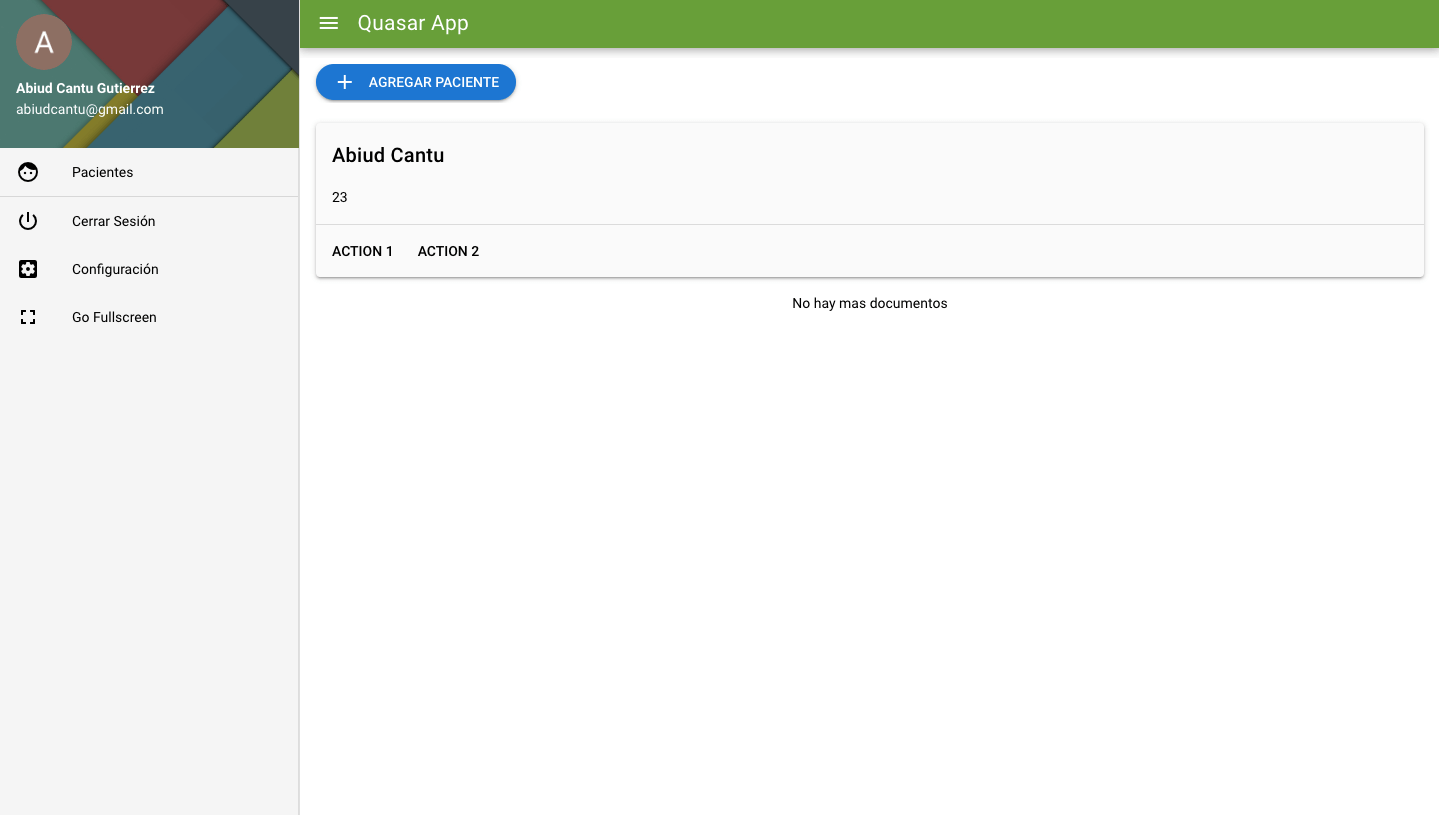 A
Abiud Cantu Gutierrez
abiudcantu@gmail.com
Pacientes
Cerrar Sesión
Configuración
Go Fullscreen
Quasar App
AGREGAR PACIENTE
Abiud Cantu
23
ACTION 1 ACTION 2
No hay mas documentos